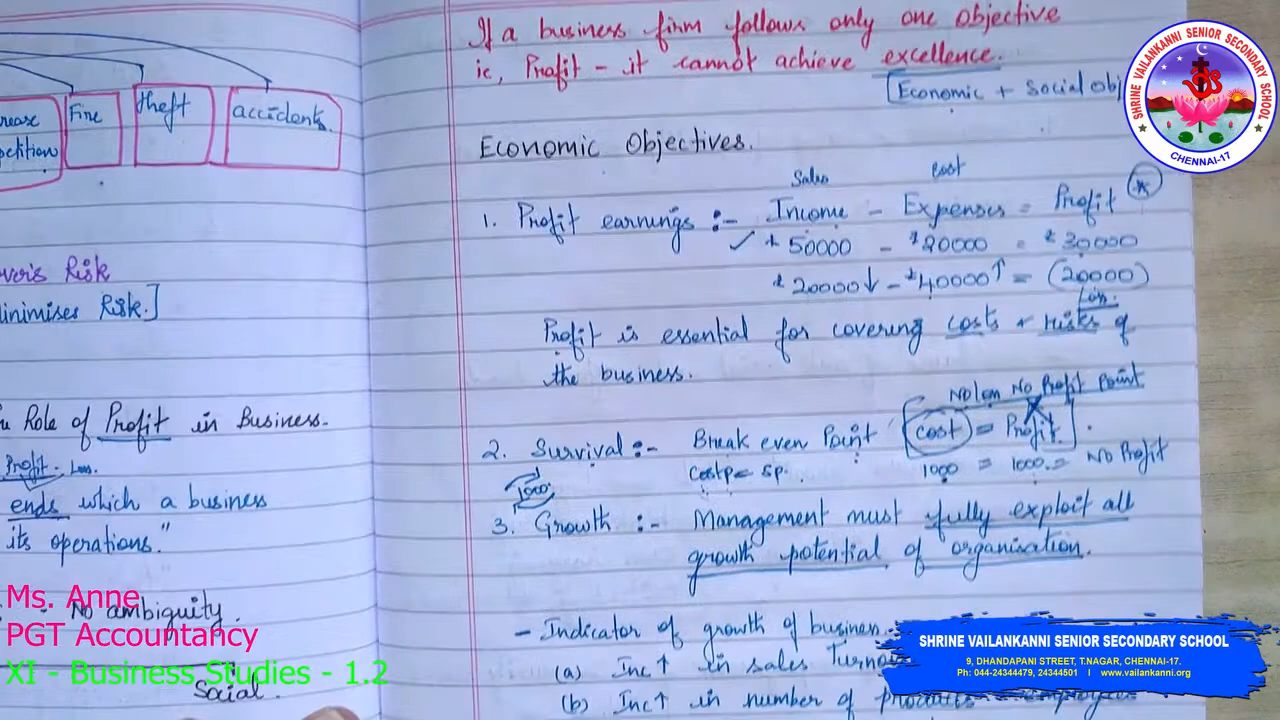 Fire
theft
accidents.
Risk
Minimises Risk.]
Role of Profit in Business.
Profit - Loss.
ends which a business
its operations."
No ambiguity.
Social.
If a business firm follows only one objective
ie, Profit - it cannot achieve excellence.
[Economic + Social Obj
Economic Objectives.
Sales
Cost
1. Profit earnings :- Income - Expenses = Profit
✓ ₹50000 - ₹20000 = ₹30000
₹20000↓ - ₹40000↑ = (20000)
Loss.
Profit is essential for covering costs + risks of
the business.
No loss No Profit Point
2. Survival :- Break even Point [cost = Profit].
costp = sp.
1000 = 1000 = No Profit
1000
3. Growth :- Management must fully exploit all
growth potential of organisation.
- Indicator of growth of business.
(a) Inc↑ in sales
(b) Inc↑ in number of products
Ms. Anne
PGT Accountancy
XI - Business Studies - 1.2
SHRINE VAILANKANNI SENIOR SECONDARY SCHOOL
CHENNAI-17
SHRINE VAILANKANNI SENIOR SECONDARY SCHOOL
9, DHANDAPANI STREET, T.NAGAR, CHENNAI-17.
Ph: 044-24344479, 24344501 I www.vailankanni.org